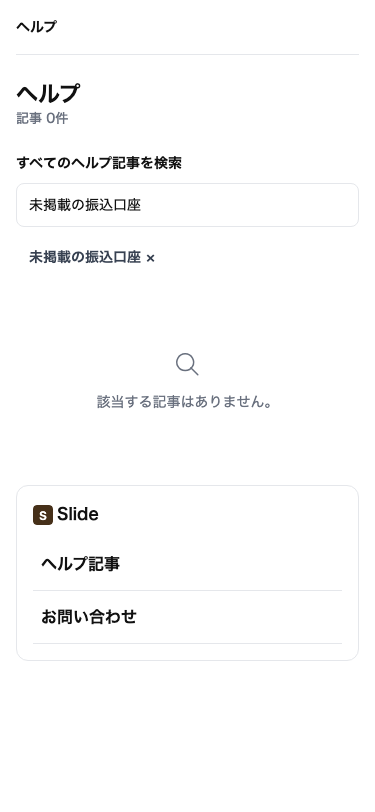 ヘルプ
ヘルプ
記事 0件
すべてのヘルプ記事を検索
未掲載の振込口座
未掲載の振込口座 ×
該当する記事はありません。
S Slide
ヘルプ記事
お問い合わせ